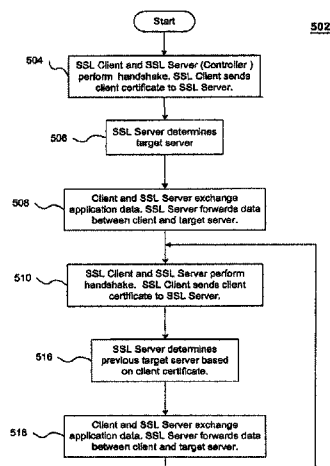 Start
502
504
SSL Client and SSL Server (Controller )
perform handshake. SSL Client sends
client certificate to SSL Server.
506
SSL Server determines
target server
508
Client and SSL Server exchange
application data. SSL Server forwards data
between client and target server.
510
SSL Client and SSL Server perform
handshake. SSL Client sends client
certificate to SSL Server.
516
SSL Server determines
previous target server based
on client certificate.
518
Client and SSL Server exchange
application data. SSL Server forwards data
between client and target server.